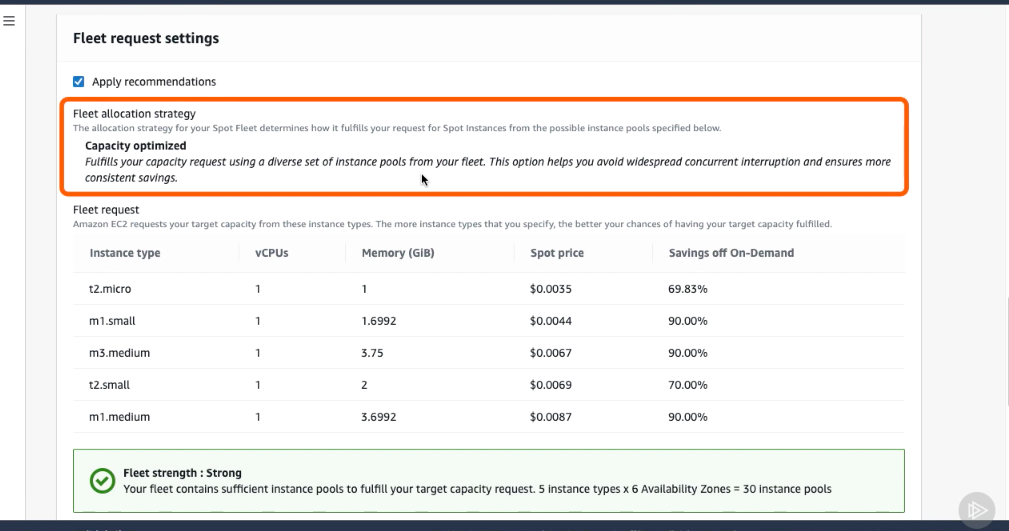 Fleet request settings
Apply recommendations
Fleet allocation strategy
The allocation strategy for your Spot Fleet determines how it fulfills your request for Spot Instances from the possible instance pools specified below.
Capacity optimized
Fulfills your capacity request using a diverse set of instance pools from your fleet. This option helps you avoid widespread concurrent interruption and ensures more
consistent savings.
Fleet request
Amazon EC2 requests your target capacity from these instance types. The more instance types that you specify, the better your chances of having your target capacity fulfilled.
Instance type vCPUs Memory (GiB) Spot price Savings off On-Demand
t2.micro 1 1 $0.0035 69.83%
m1.small 1 1.6992 $0.0044 90.00%
m3.medium 1 3.75 $0.0067 90.00%
t2.small 1 2 $0.0069 70.00%
m1.medium 1 3.6992 $0.0087 90.00%
Fleet strength : Strong
Your fleet contains sufficient instance pools to fulfill your target capacity request. 5 instance types x 6 Availability Zones = 30 instance pools